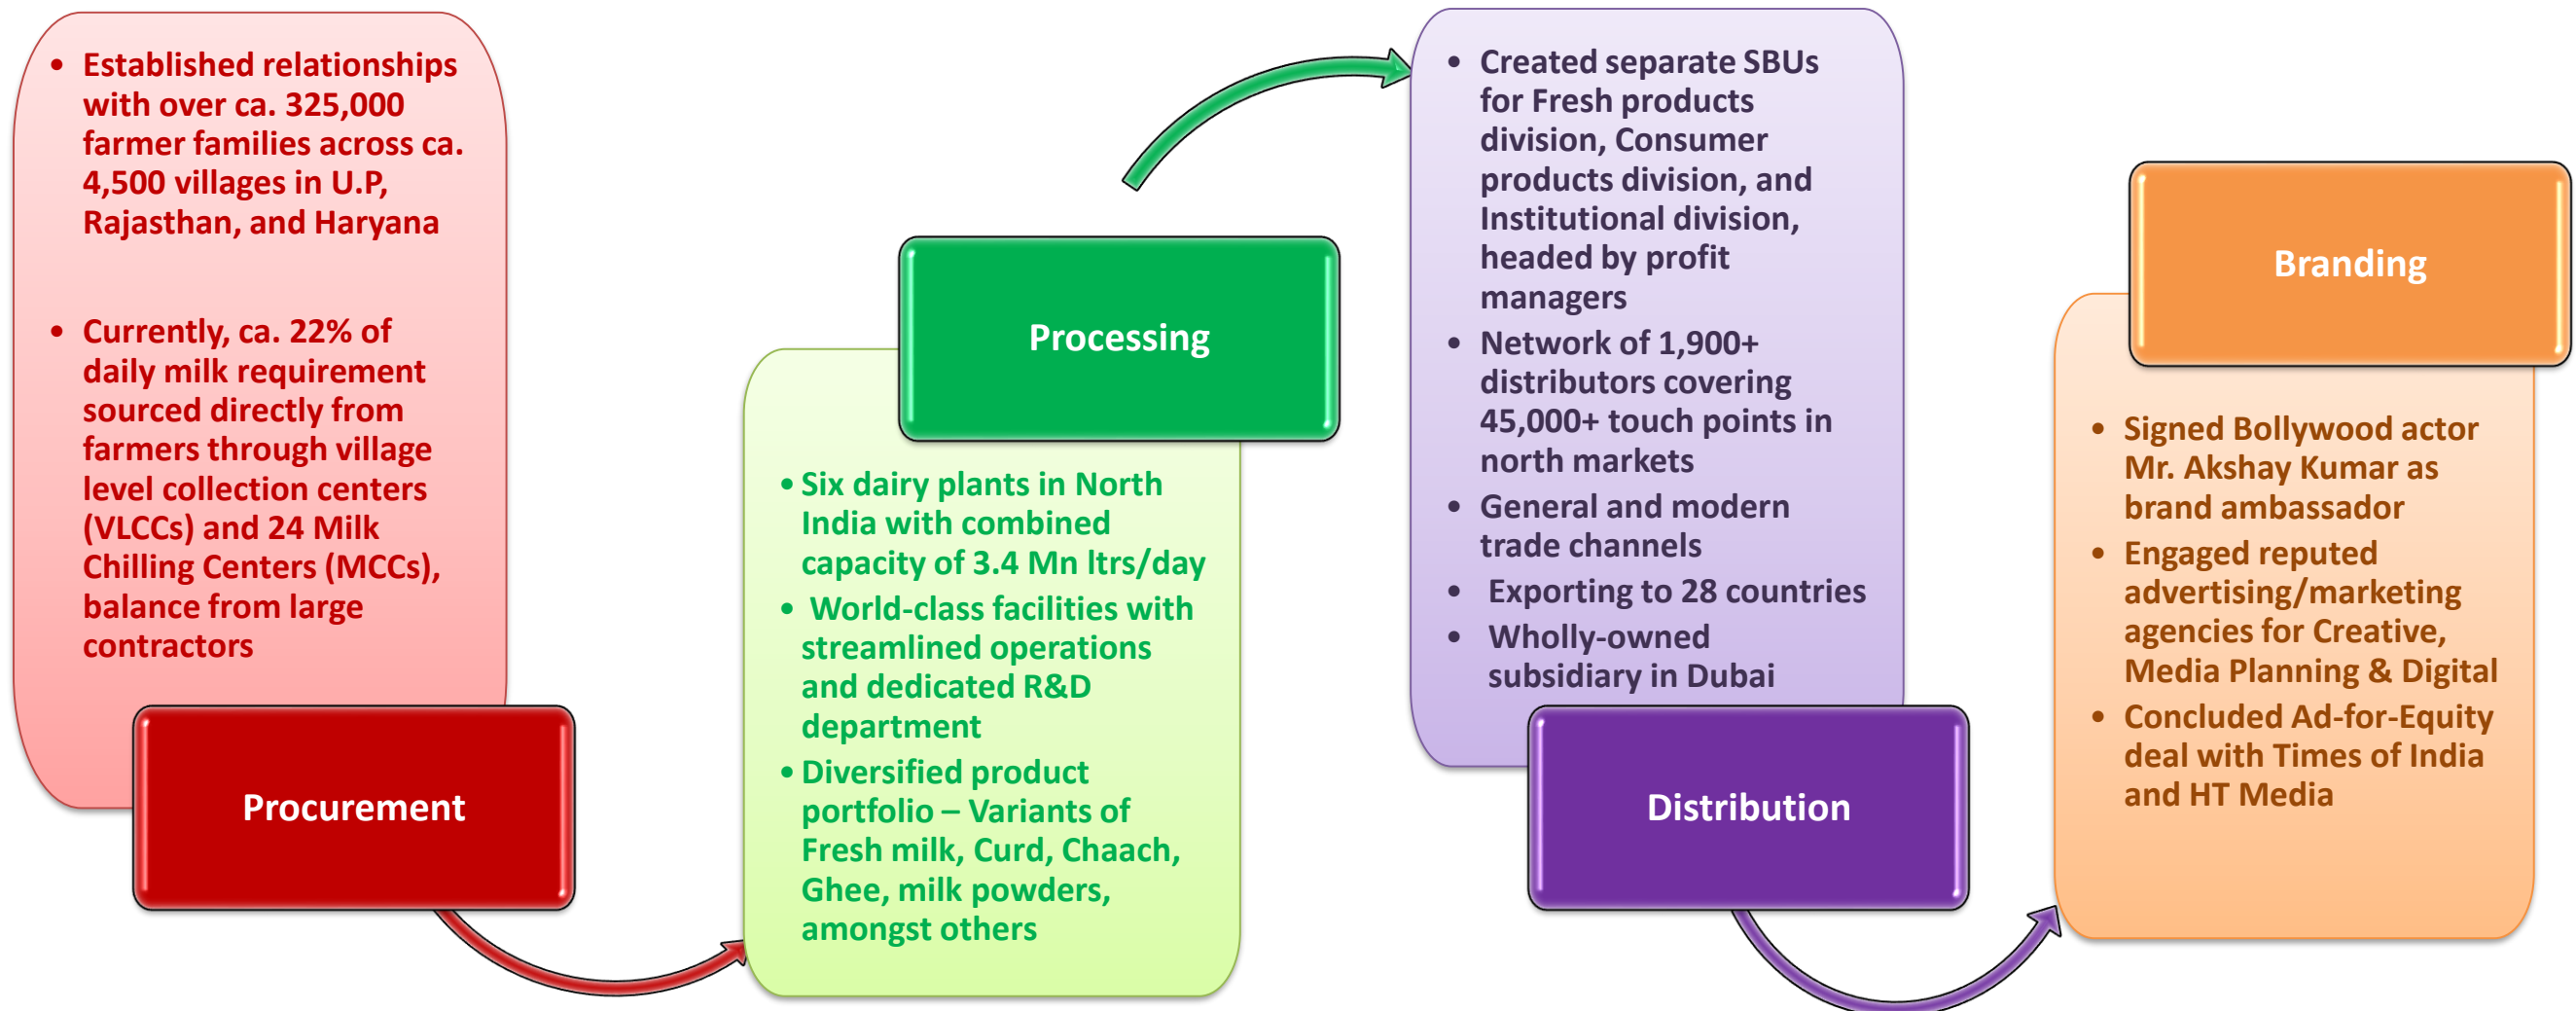 • Established relationships
with over ca. 325,000
farmer families across ca.
4,500 villages in U.P,
Rajasthan, and Haryana
• Currently, ca. 22% of
daily milk requirement
sourced directly from
farmers through village
level collection centers
(VLCCs) and 24 Milk
Chilling Centers (MCCs),
balance from large
contractors
Procurement
Processing
• Six dairy plants in North
India with combined
capacity of 3.4 Mn ltrs/day
• World-class facilities with
streamlined operations
and dedicated R&D
department
• Diversified product
portfolio – Variants of
Fresh milk, Curd, Chaach,
Ghee, milk powders,
amongst others
• Created separate SBUs
for Fresh products
division, Consumer
products division, and
Institutional division,
headed by profit
managers
• Network of 1,900+
distributors covering
45,000+ touch points in
north markets
• General and modern
trade channels
• Exporting to 28 countries
• Wholly-owned
subsidiary in Dubai
Distribution
Branding
• Signed Bollywood actor
Mr. Akshay Kumar as
brand ambassador
• Engaged reputed
advertising/marketing
agencies for Creative,
Media Planning & Digital
• Concluded Ad-for-Equity
deal with Times of India
and HT Media